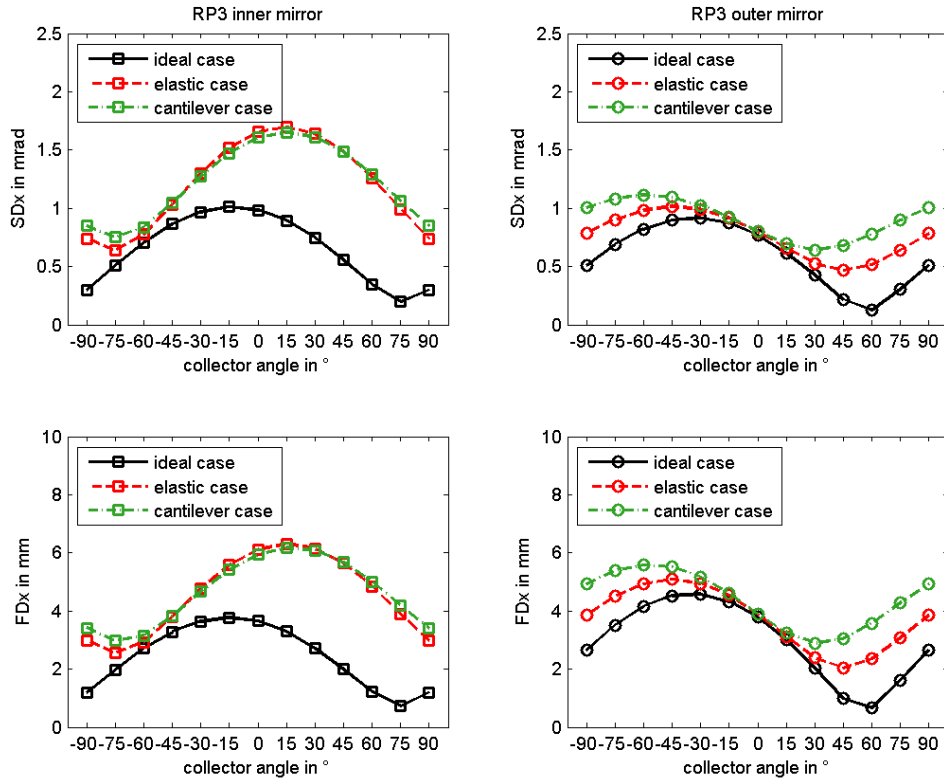 RP3 inner mirror
2.5
2
1.5
1
0.5
0
SDx in mrad
ideal case
elastic case
cantilever case
-90 -75 -60 -45 -30 -15 0 15 30 45 60 75 90
collector angle in °
RP3 outer mirror
2.5
2
1.5
1
0.5
0
SDx in mrad
ideal case
elastic case
cantilever case
-90 -75 -60 -45 -30 -15 0 15 30 45 60 75 90
collector angle in °
10
8
6
4
2
0
FDx in mm
ideal case
elastic case
cantilever case
-90 -75 -60 -45 -30 -15 0 15 30 45 60 75 90
collector angle in °
10
8
6
4
2
0
FDx in mm
ideal case
elastic case
cantilever case
-90 -75 -60 -45 -30 -15 0 15 30 45 60 75 90
collector angle in °